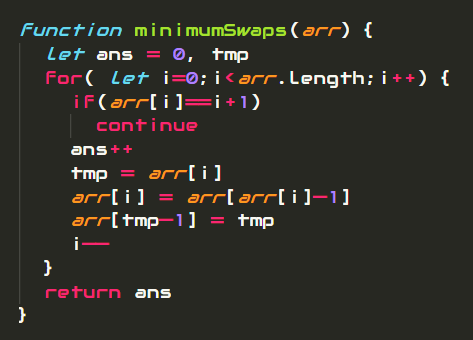 function minimumSwaps(arr) {
let ans = 0, tmp
for( let i=0;i<arr.length;i++) {
if(arr[i]==i+1)
continue
ans++
tmp = arr[i]
arr[i] = arr[arr[i]-1]
arr[tmp-1] = tmp
i--
}
return ans
}